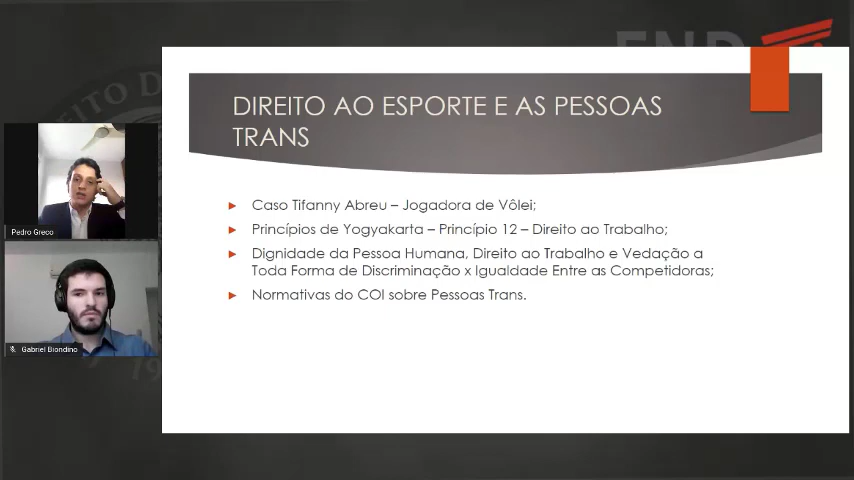 DIREITO AO ESPORTE E AS PESSOAS
TRANS
► Caso Tifanny Abreu – Jogadora de Vôlei;
► Princípios de Yogyakarta – Princípio 12 – Direito ao Trabalho;
► Dignidade da Pessoa Humana, Direito ao Trabalho e Vedação a
Toda Forma de Discriminação x Igualdade Entre as Competidoras;
► Normativas do COI sobre Pessoas Trans.
Pedro Greco
Gabriel Biondino